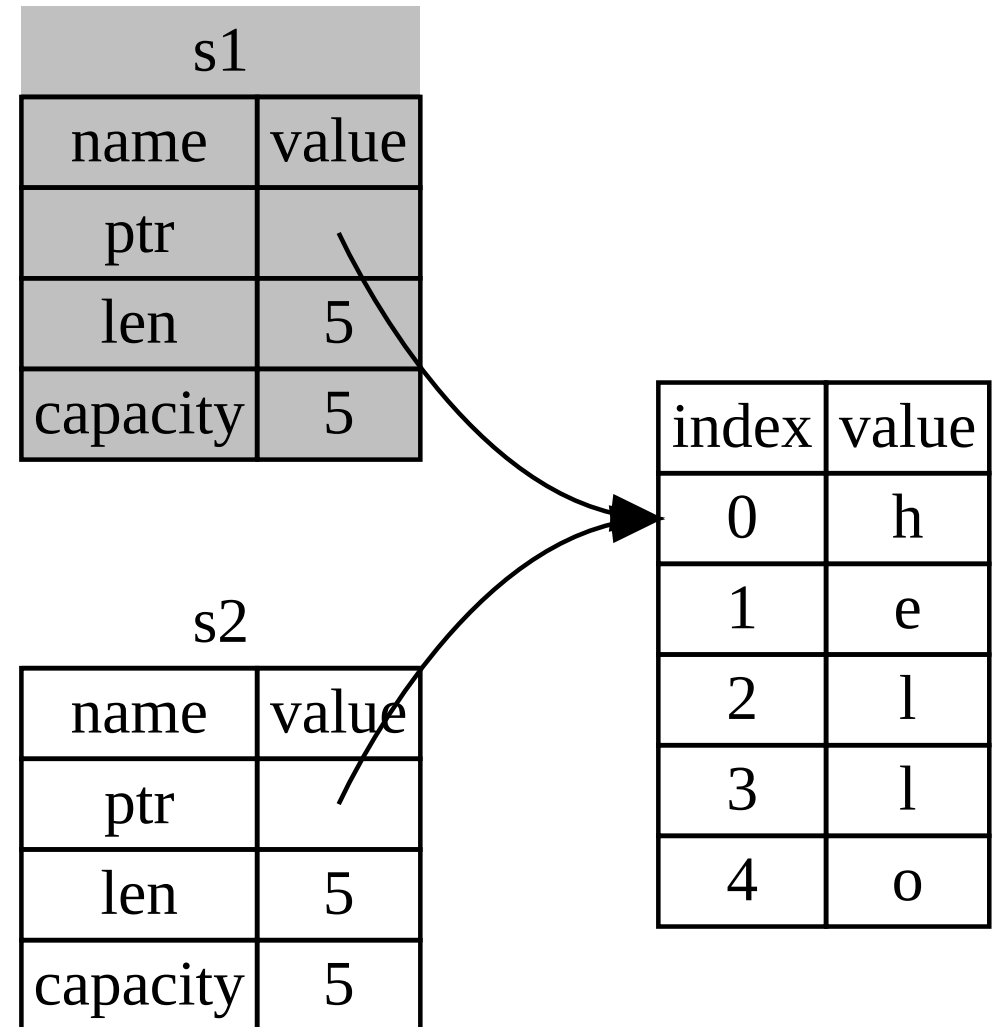 s1
name value
ptr
len 5
capacity 5
s2
name value
ptr
len 5
capacity 5
index value
0 h
1 e
2 l
3 l
4 o